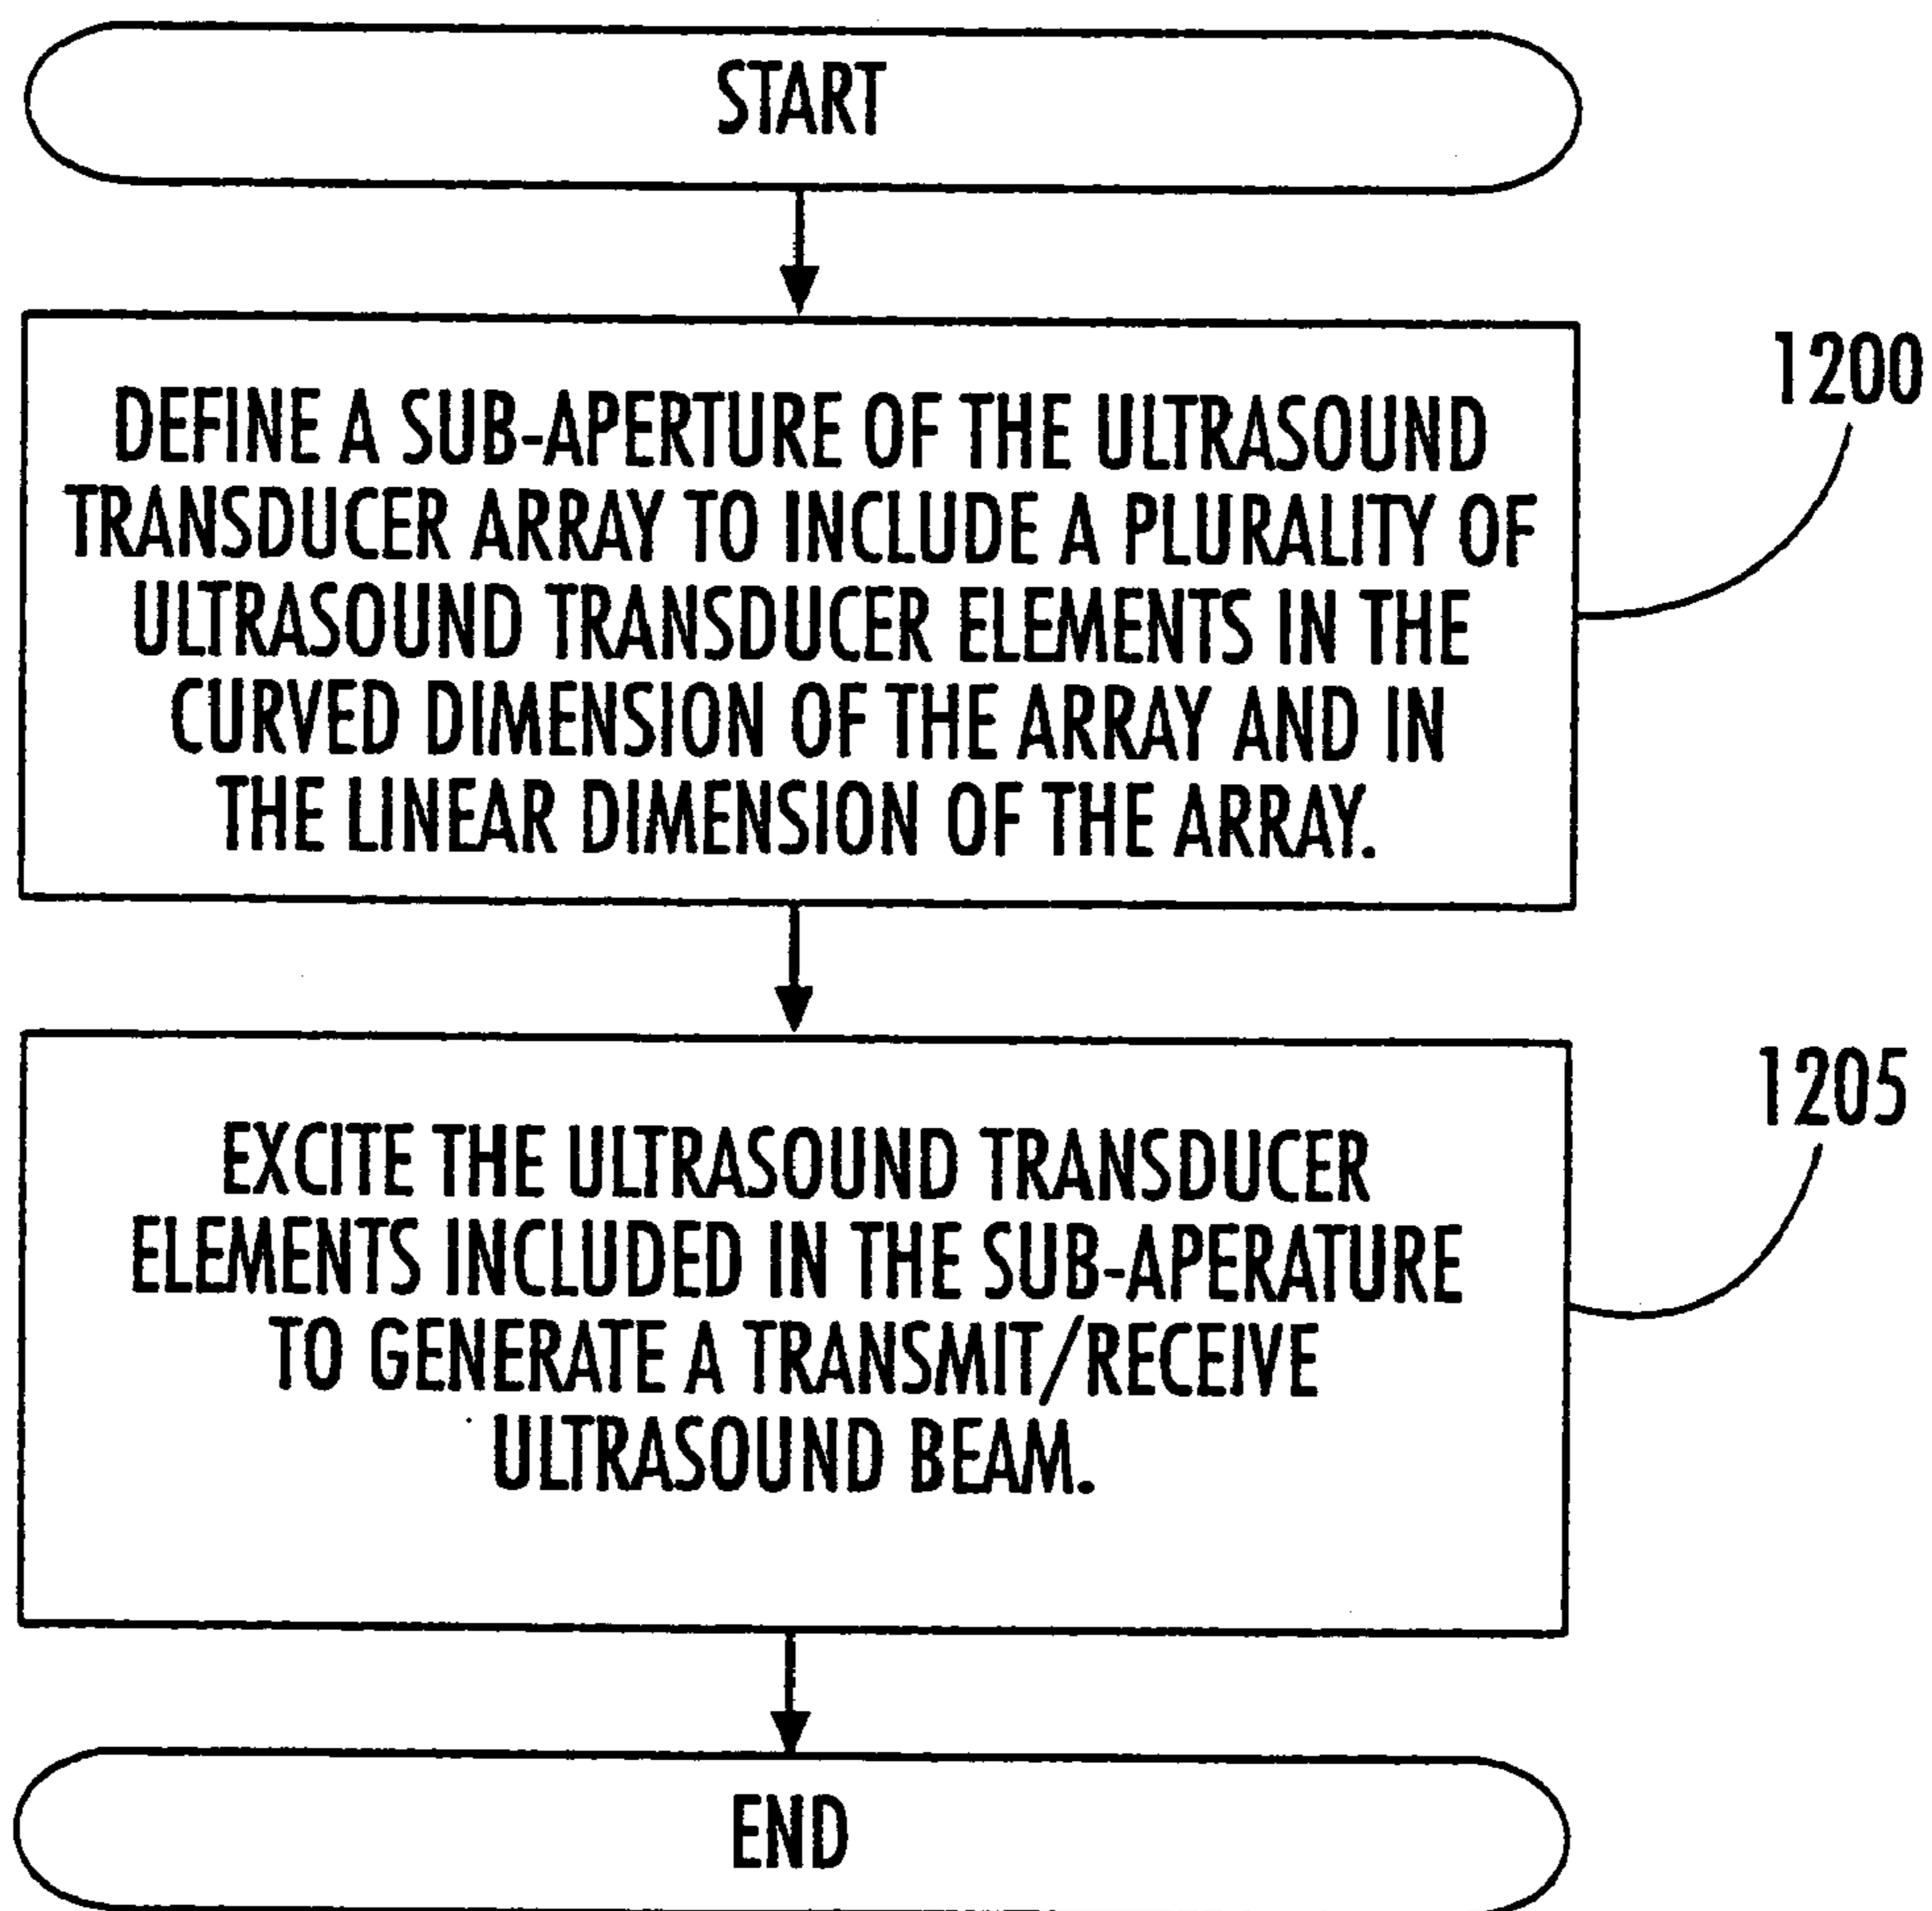 START
DEFINE A SUB-APERTURE OF THE ULTRASOUND
TRANSDUCER ARRAY TO INCLUDE A PLURALITY OF
ULTRASOUND TRANSDUCER ELEMENTS IN THE
CURVED DIMENSION OF THE ARRAY AND IN
THE LINEAR DIMENSION OF THE ARRAY.
1200
EXCITE THE ULTRASOUND TRANSDUCER
ELEMENTS INCLUDED IN THE SUB-APERATURE
TO GENERATE A TRANSMIT/RECEIVE
ULTRASOUND BEAM.
1205
END